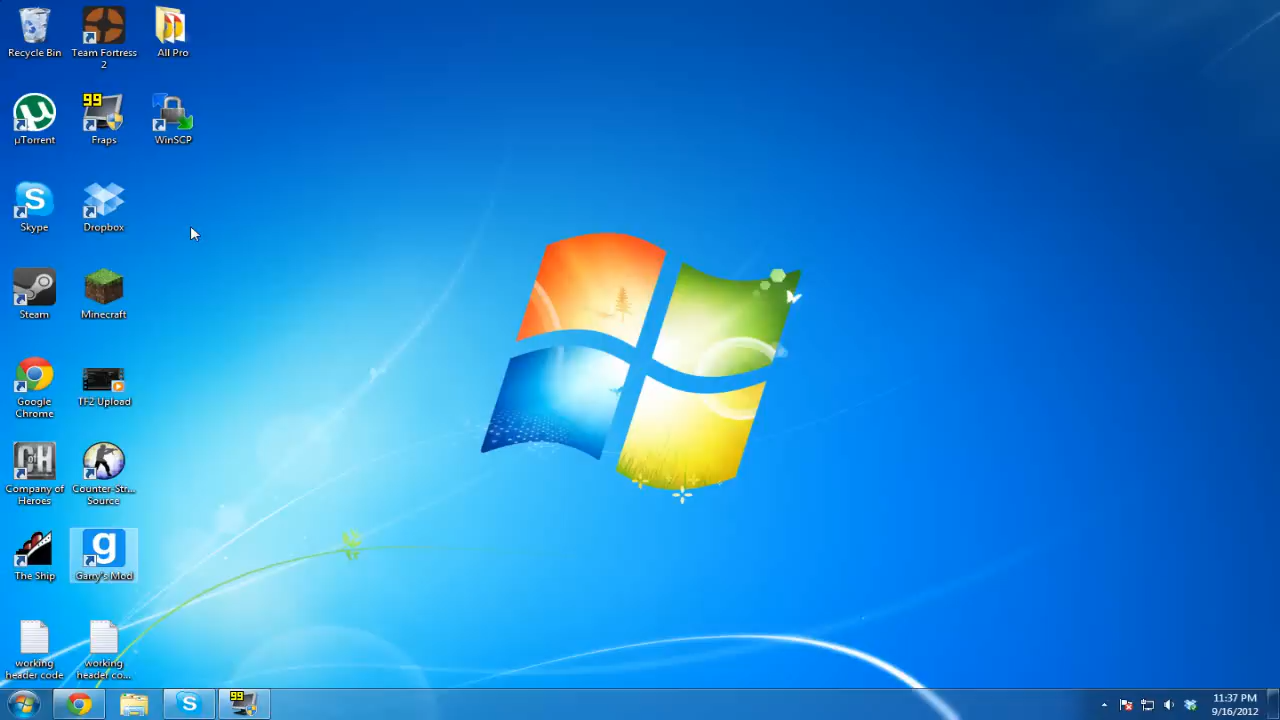 Recycle Bin
Team Fortress
2
All Pro
µTorrent
99
Fraps
WinSCP
S
Skype
Dropbox
Steam
Minecraft
Google
Chrome
TF2 Upload
CofH
Company of
Heroes
Counter-Str...
Source
The Ship
g
Garry's Mod
working
header code
working
header co...
S
99
11:37 PM
9/16/2012